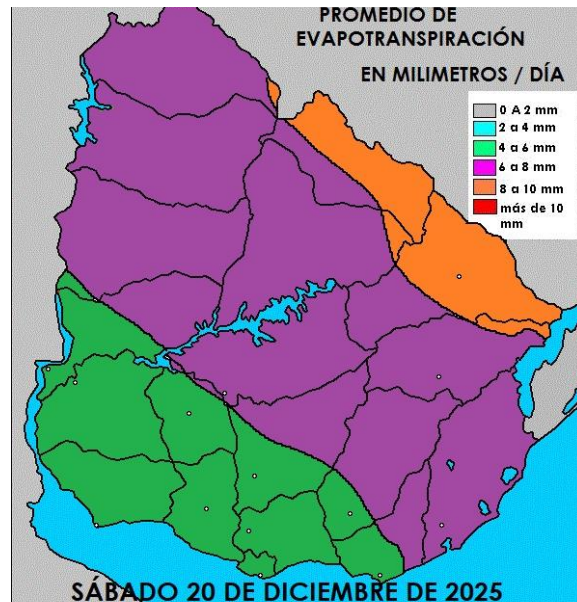 PROMEDIO DE
EVAPOTRANSPIRACIÓN
EN MILIMETROS / DÍA
0 A 2 mm
2 a 4 mm
4 a 6 mm
6 a 8 mm
8 a 10 mm
más de 10
mm
SÁBADO 20 DE DICIEMBRE DE 2025